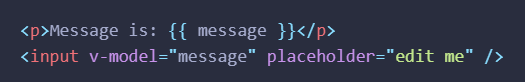 <p>Message is: {{ message }}</p>
<input v-model="message" placeholder="edit me" />